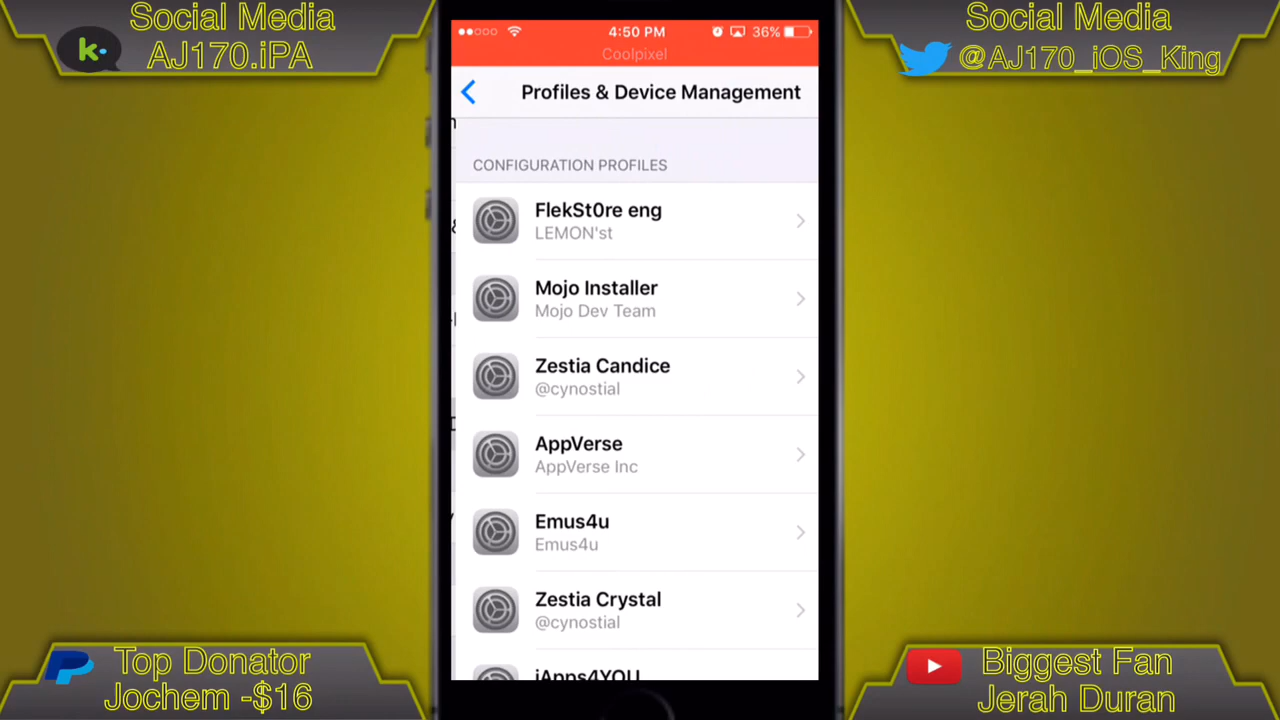 Social Media
AJ170.iPA
Social Media
@AJ170_iOS_King
4:50 PM
36%
Coolpixel
Profiles & Device Management
CONFIGURATION PROFILES
FlekSt0re eng
LEMON'st
Mojo Installer
Mojo Dev Team
Zestia Candice
@cynostial
AppVerse
AppVerse Inc
Emus4u
Emus4u
Zestia Crystal
@cynostial
iApps4YOU
Top Donator
Jochem -$16
Biggest Fan
Jerah Duran